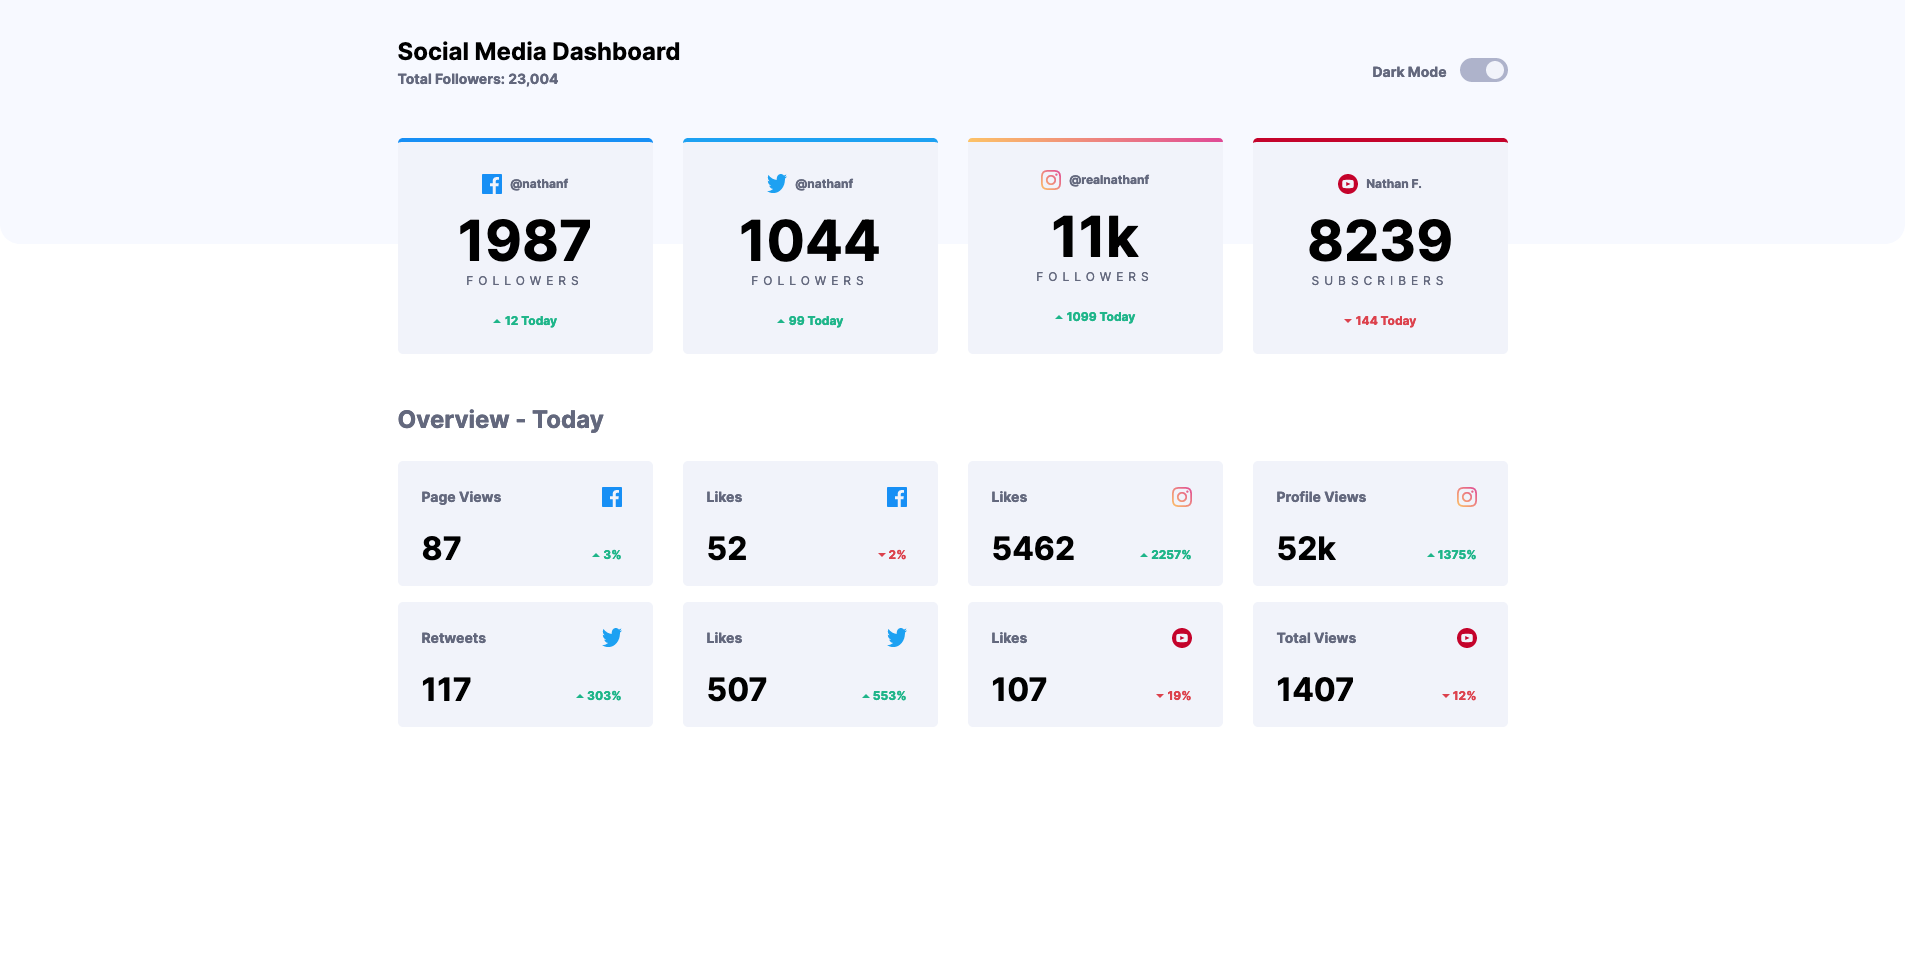 Social Media Dashboard
Total Followers: 23,004
Dark Mode
@nathanf
1987
FOLLOWERS
12 Today
@nathanf
1044
FOLLOWERS
99 Today
@realnathanf
11k
FOLLOWERS
1099 Today
Nathan F.
8239
SUBSCRIBERS
144 Today
Overview - Today
Page Views
87
3%
Likes
52
2%
Likes
5462
2257%
Profile Views
52k
1375%
Retweets
117
303%
Likes
507
553%
Likes
107
19%
Total Views
1407
12%